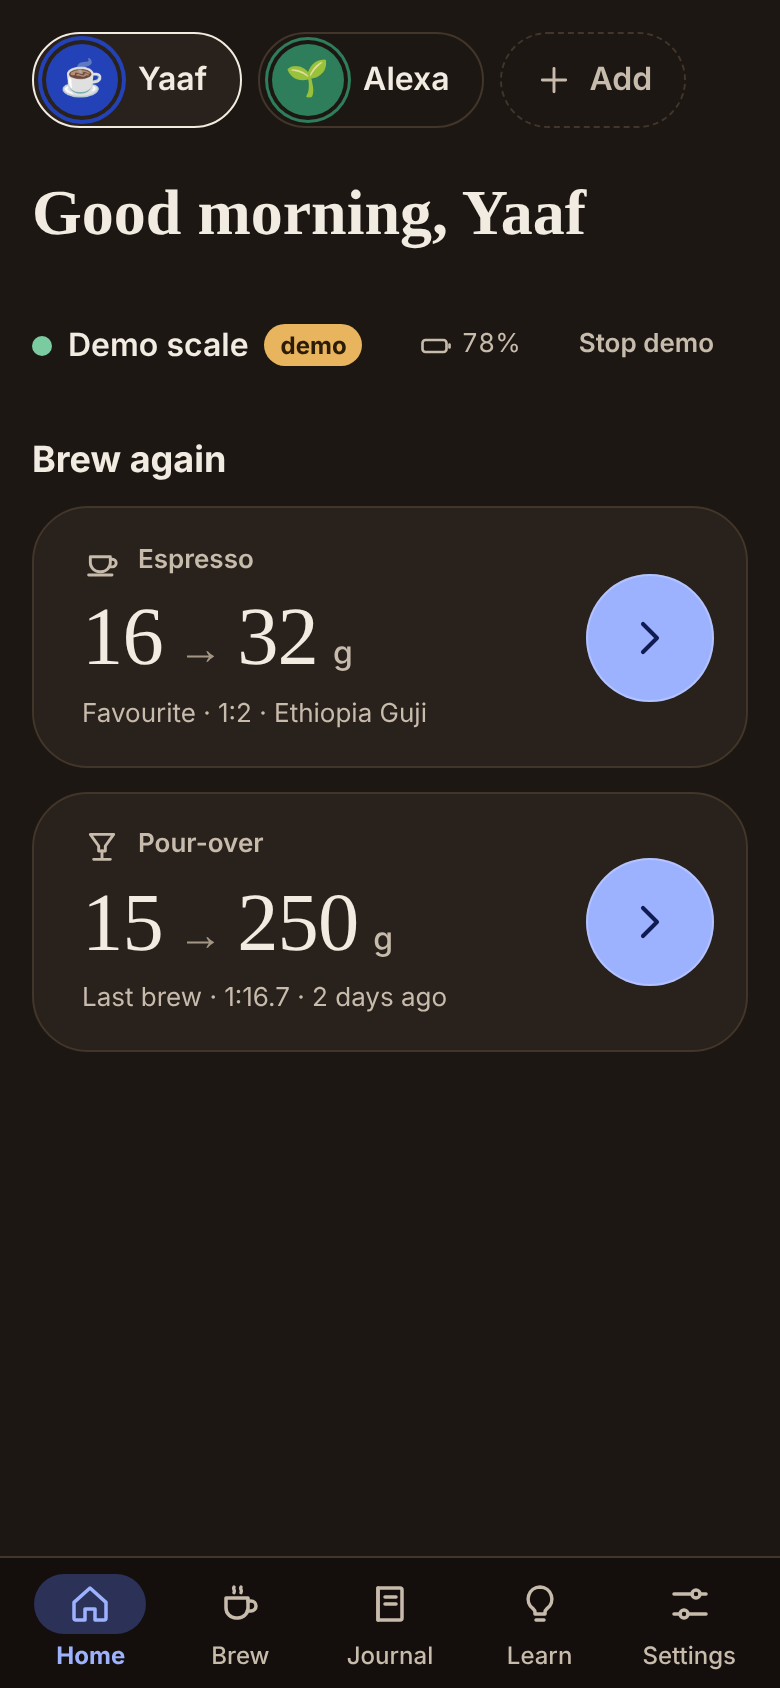 Yaaf
Alexa
+ Add
Good morning, Yaaf
Demo scale demo 78% Stop demo
Brew again
Espresso
16 → 32 g
Favourite · 1:2 · Ethiopia Guji
Pour-over
15 → 250 g
Last brew · 1:16.7 · 2 days ago
Home Brew Journal Learn Settings